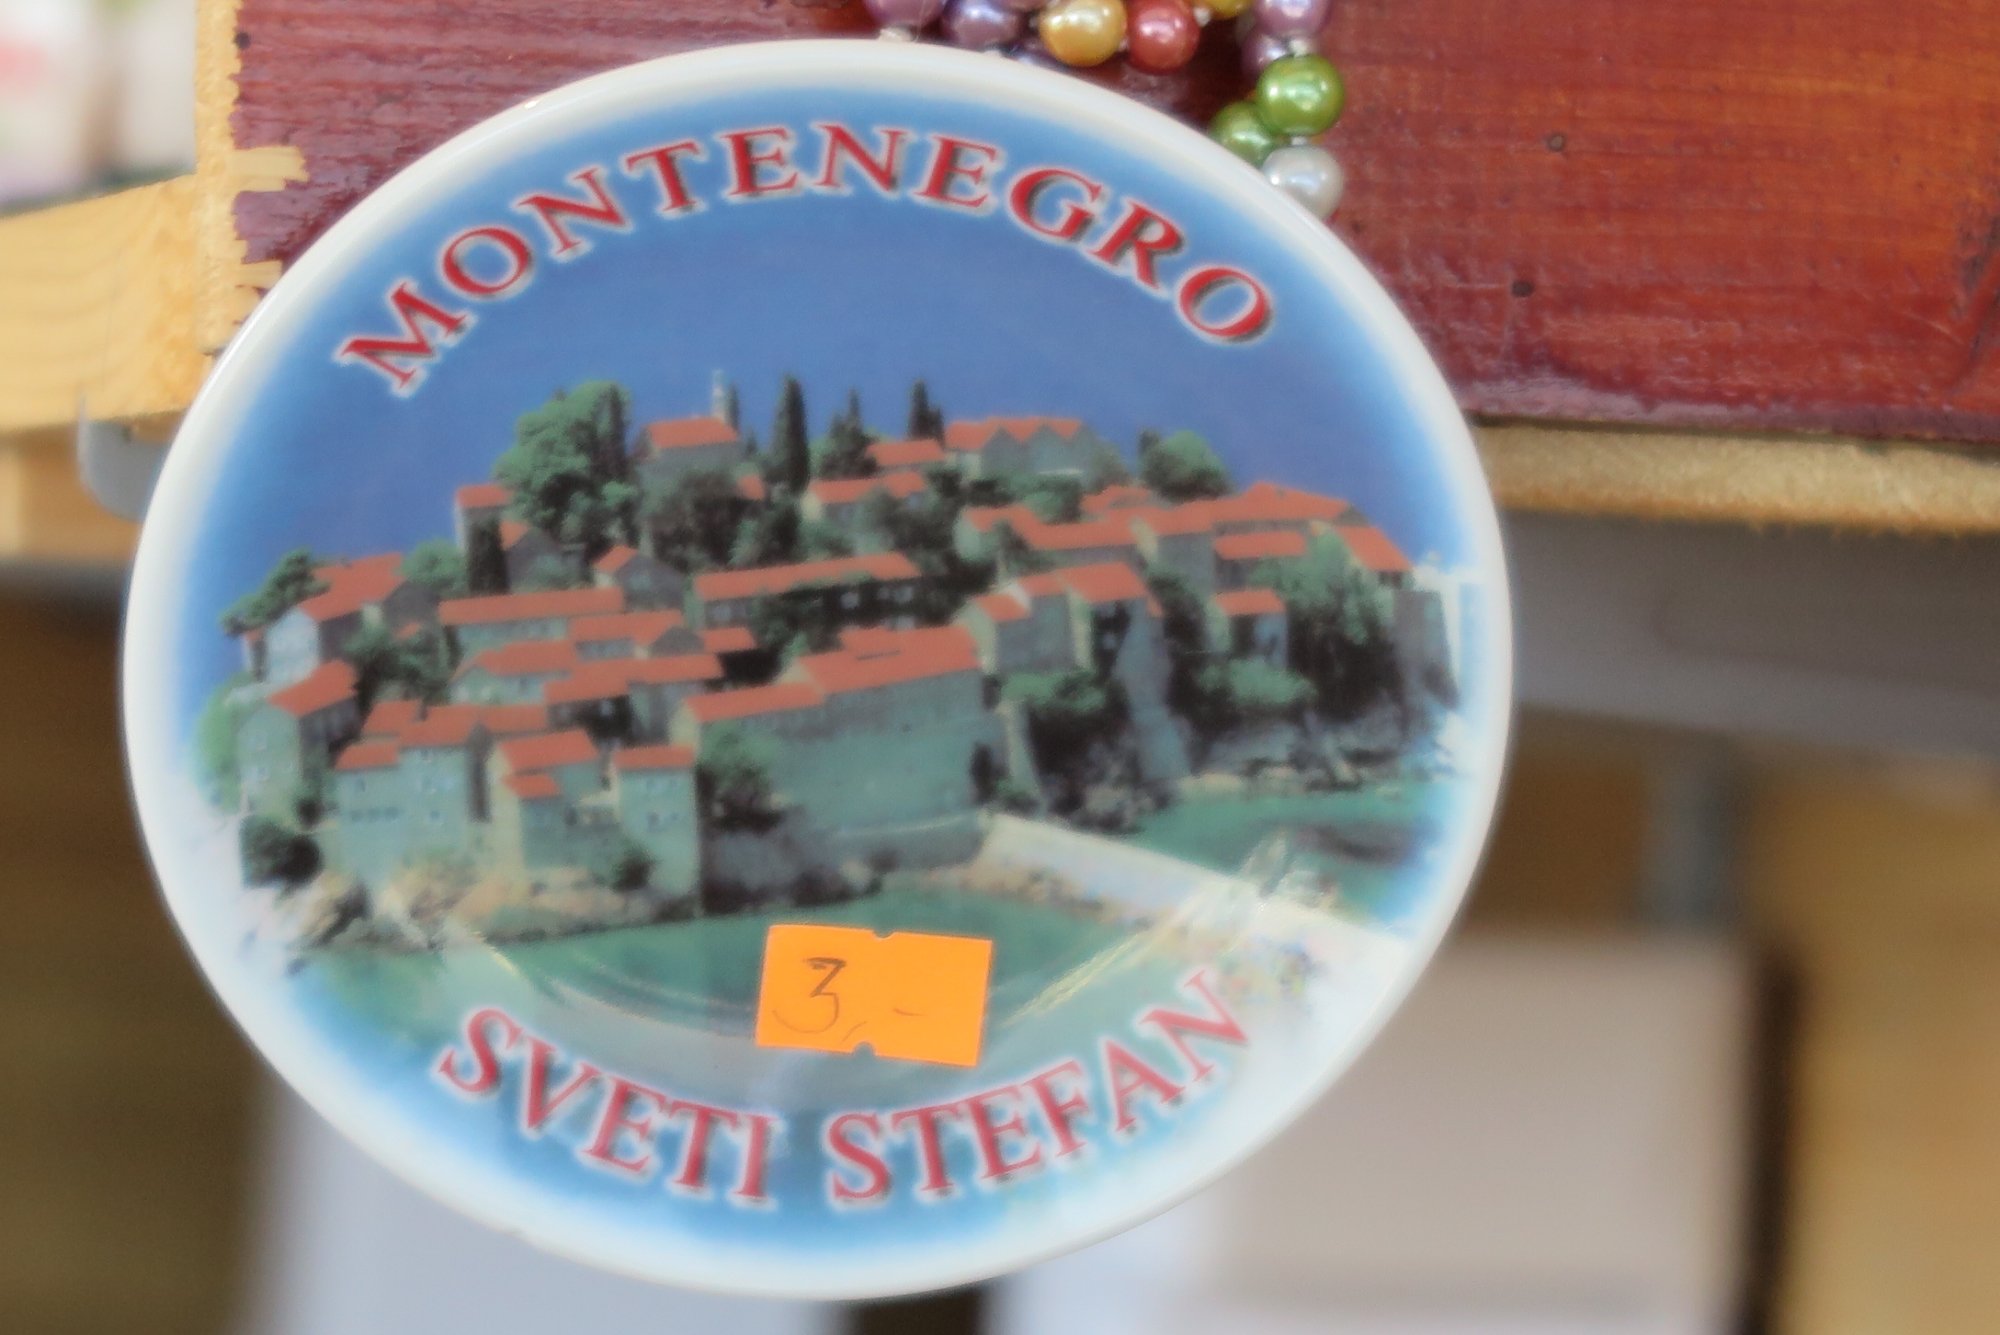 MONTENEGRO
3,-
SVETI STEFAN